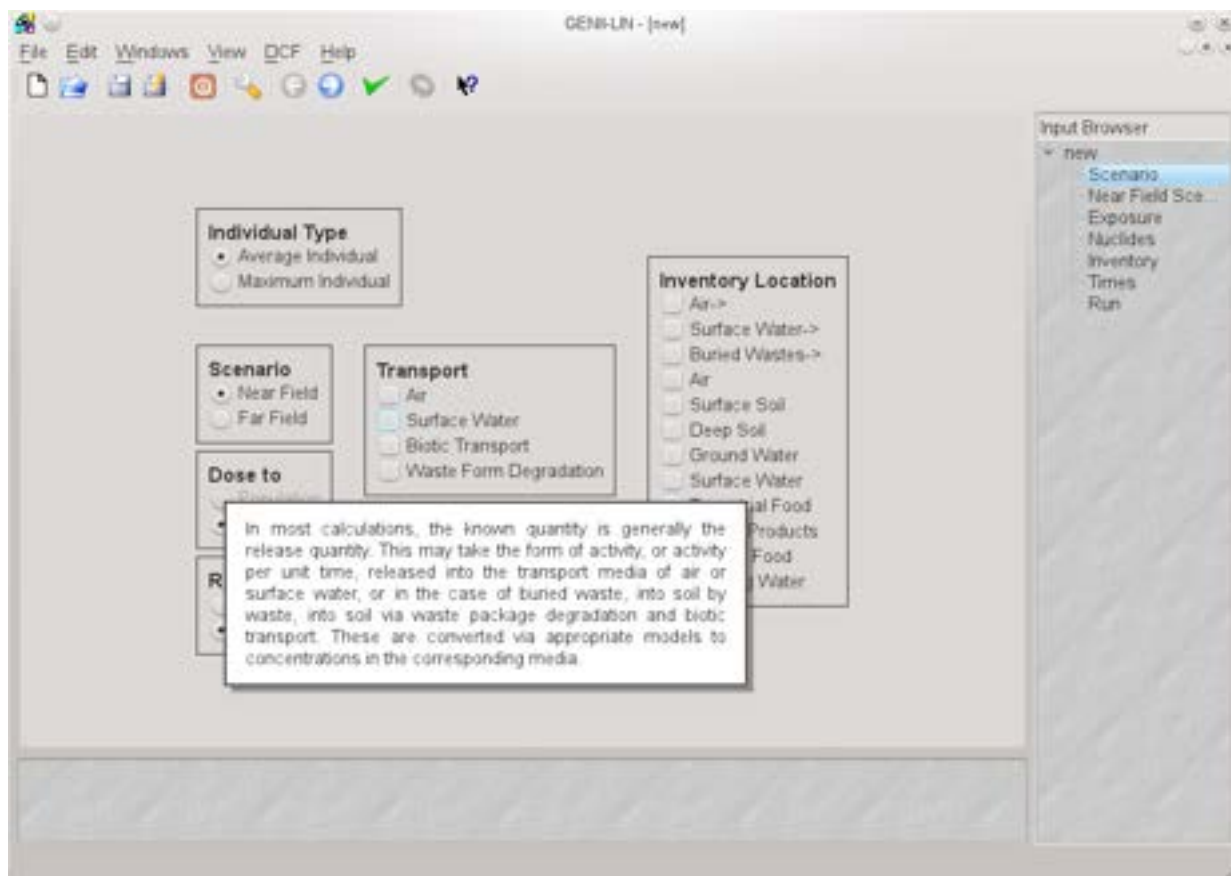 GENII-LIN - [new]
File Edit Windows View DCF Help
Input Browser
new
Scenario
Near Field Sce...
Exposure
Nuclides
Inventory
Times
Run
Individual Type
Average Individual
Maximum Individual
Scenario
Near Field
Far Field
Transport
Air
Surface Water
Biotic Transport
Waste Form Degradation
Inventory Location
Air->
Surface Water->
Buried Wastes->
Air
Surface Soil
Deep Soil
Ground Water
Surface Water
Food
Products
Food
Water
Dose to
In most calculations, the known quantity is generally the
release quantity. This may take the form of activity, or activity
per unit time, released into the transport media of air or
surface water, or in the case of buried waste, into soil by
waste, into soil via waste package degradation and biotic
transport. These are converted via appropriate models to
concentrations in the corresponding media.